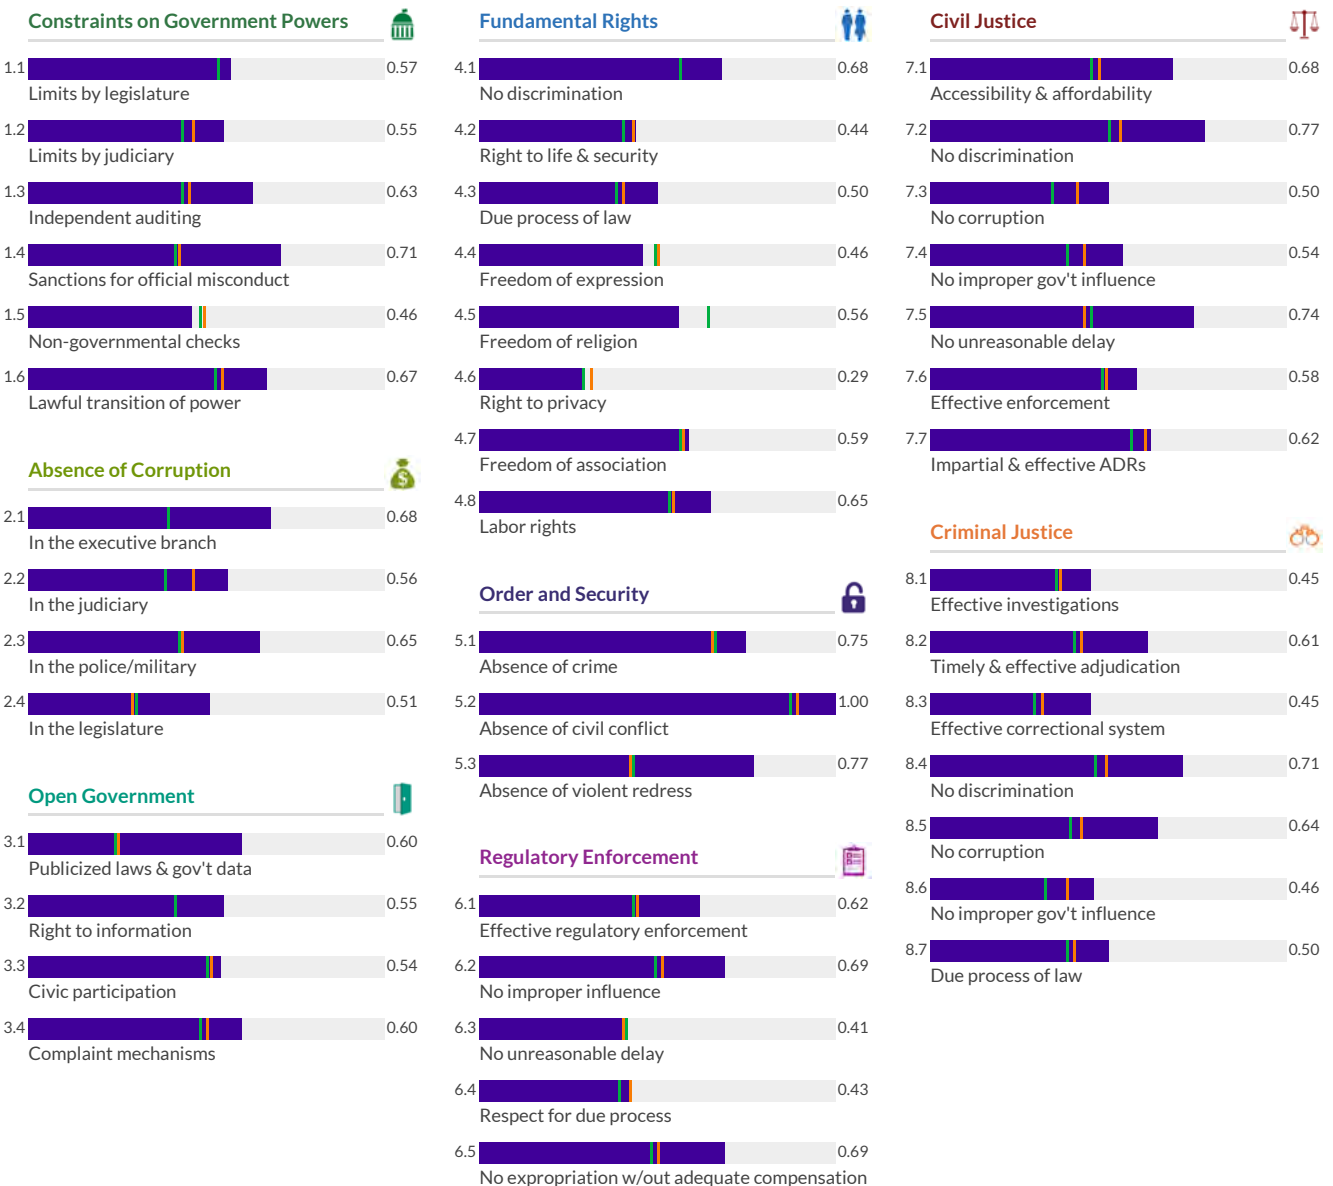 Constraints on Government Powers
1.1 0.57
Limits by legislature
1.2 0.55
Limits by judiciary
1.3 0.63
Independent auditing
1.4 0.71
Sanctions for official misconduct
1.5 0.46
Non-governmental checks
1.6 0.67
Lawful transition of power
Absence of Corruption
$
2.1 0.68
In the executive branch
2.2 0.56
In the judiciary
2.3 0.65
In the police/military
2.4 0.51
In the legislature
Open Government
3.1 0.60
Publicized laws & gov't data
3.2 0.55
Right to information
3.3 0.54
Civic participation
3.4 0.60
Complaint mechanisms
Fundamental Rights
4.1 0.68
No discrimination
4.2 0.44
Right to life & security
4.3 0.50
Due process of law
4.4 0.46
Freedom of expression
4.5 0.56
Freedom of religion
4.6 0.29
Right to privacy
4.7 0.59
Freedom of association
4.8 0.65
Labor rights
Order and Security
5.1 0.75
Absence of crime
5.2 1.00
Absence of civil conflict
5.3 0.77
Absence of violent redress
Regulatory Enforcement
6.1 0.62
Effective regulatory enforcement
6.2 0.69
No improper influence
6.3 0.41
No unreasonable delay
6.4 0.43
Respect for due process
6.5 0.69
No expropriation w/out adequate compensation
Civil Justice
7.1 0.68
Accessibility & affordability
7.2 0.77
No discrimination
7.3 0.50
No corruption
7.4 0.54
No improper gov't influence
7.5 0.74
No unreasonable delay
7.6 0.58
Effective enforcement
7.7 0.62
Impartial & effective ADRs
Criminal Justice
8.1 0.45
Effective investigations
8.2 0.61
Timely & effective adjudication
8.3 0.45
Effective correctional system
8.4 0.71
No discrimination
8.5 0.64
No corruption
8.6 0.46
No improper gov't influence
8.7 0.50
Due process of law